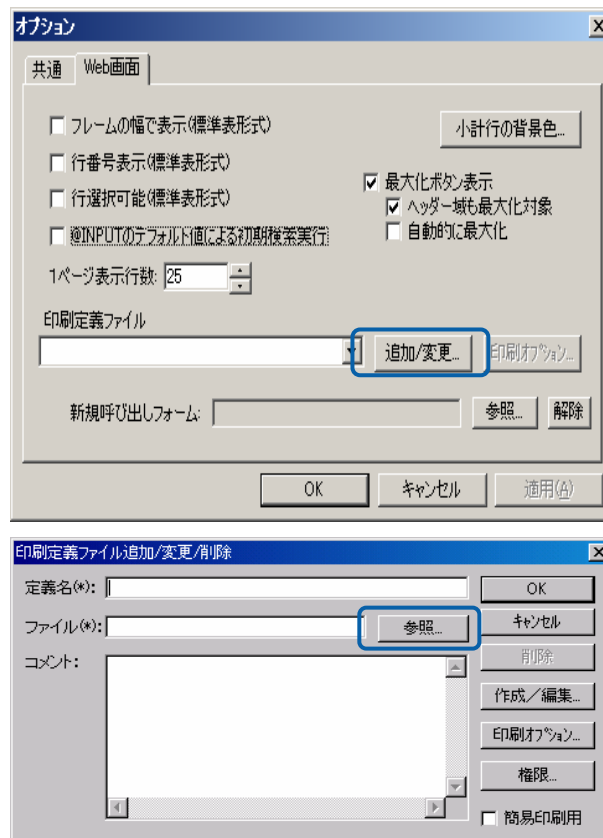 オプション
共通 Web画面
フレームの幅で表示(標準表形式)
小計行の背景色...
行番号表示(標準表形式)
最大化ボタン表示
行選択可能(標準表形式)
ヘッダー域も最大化対象
@INPUTのデフォルト値による初期検索実行
自動的に最大化
1ページ表示行数: 25
印刷定義ファイル
追加/変更... 印刷オプション...
新規呼び出しフォーム: 参照... 解除
OK キャンセル 適用(A)
印刷定義ファイル追加/変更/削除
定義名(*): OK
ファイル(*): 参照... キャンセル
コメント: 削除
作成/編集...
印刷オプション...
権限...
簡易印刷用